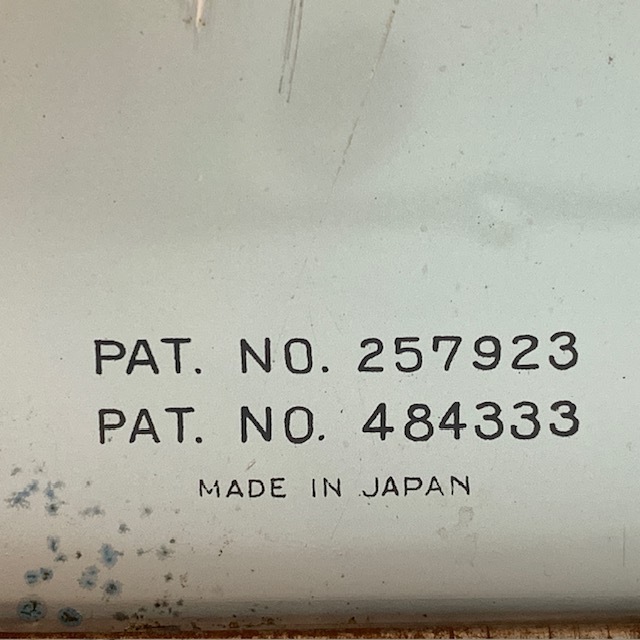 PAT. NO. 257923
PAT. NO. 484333
MADE IN JAPAN